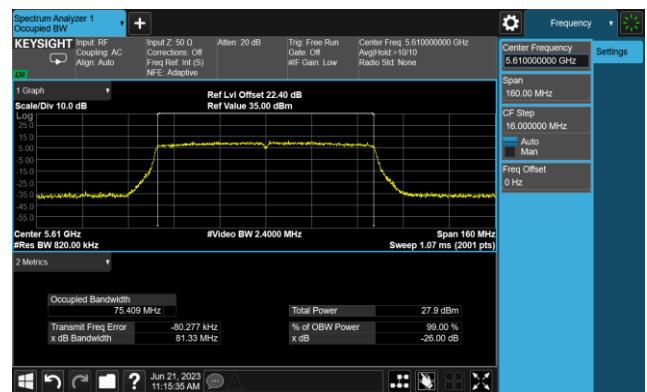 Spectrum Analyzer 1
Occupied BW
Frequency
KEYSIGHT
Input: RF
Coupling: AC
Align: Auto
Input Z: 50 Ω
Corrections: Off
Freq Ref: Int (S)
NFE: Adaptive
Atten: 20 dB
Trig: Free Run
Gate: Off
#IF Gain: Low
Center Freq: 5.610000000 GHz
Avg|Hold:>10/10
Radio Std: None
Center Frequency
5.610000000 GHz
Settings
Span
160.00 MHz
CF Step
16.000000 MHz
Auto
Man
Freq Offset
0 Hz
1 Graph
Scale/Div 10.0 dB
Ref Lvl Offset 22.40 dB
Ref Value 35.00 dBm
Log
25.0
15.0
5.00
-5.00
-15.0
-25.0
-35.0
-45.0
-55.0
Center 5.61 GHz
#Res BW 820.00 kHz
#Video BW 2.4000 MHz
Span 160 MHz
Sweep 1.07 ms (2001 pts)
2 Metrics
Occupied Bandwidth
75.409 MHz
Total Power 27.9 dBm
Transmit Freq Error -80.277 kHz
% of OBW Power 99.00 %
x dB Bandwidth 81.33 MHz
x dB -26.00 dB
?
Jun 21, 2023
11:15:35 AM